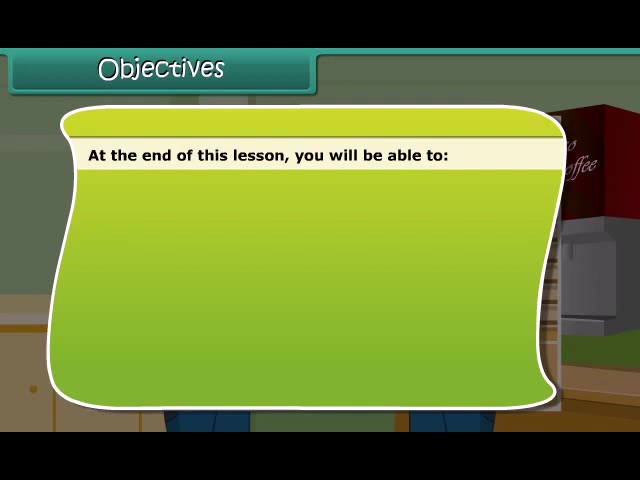 Objectives
At the end of this lesson, you will be able to: